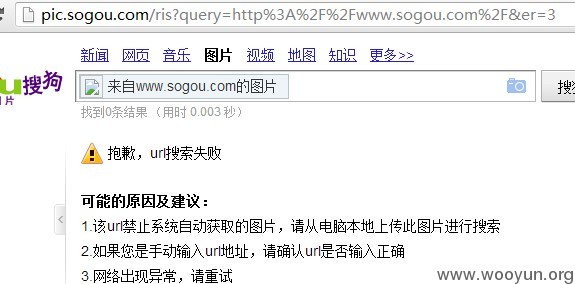 pic.sogou.com/ris?query=http%3A%2F%2Fwww.sogou.com%2F&er=3
新闻 网页 音乐 图片 视频 地图 知识 更多>>
u搜狗
来自www.sogou.com的图片
找到0条结果（用时 0.003 秒）
抱歉，url搜索失败
可能的原因及建议：
1.该url禁止系统自动获取的图片，请从电脑本地上传此图片进行搜索
2.如果您是手动输入url地址，请确认url是否输入正确
3.网络出现异常，请重试
www.wooyun.org